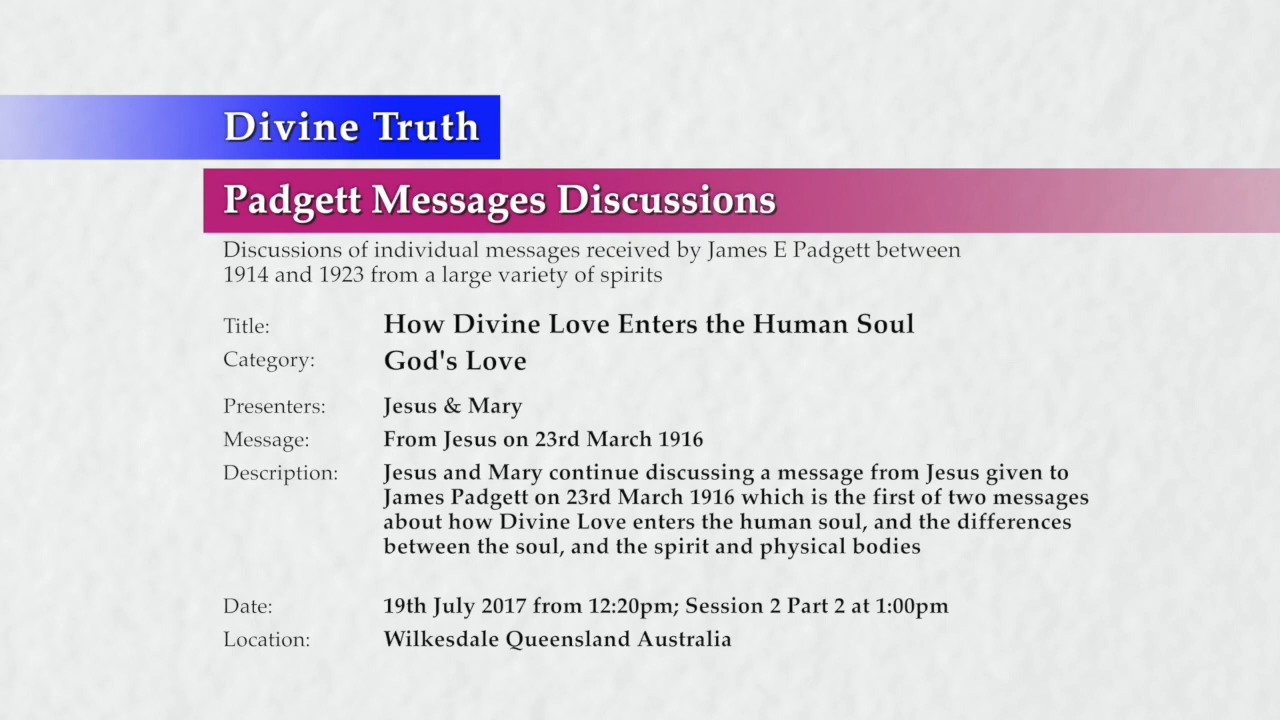 Divine Truth
Padgett Messages Discussions
Discussions of individual messages received by James E Padgett between
1914 and 1923 from a large variety of spirits
Title: How Divine Love Enters the Human Soul
Category: God's Love
Presenters: Jesus & Mary
Message: From Jesus on 23rd March 1916
Description: Jesus and Mary continue discussing a message from Jesus given to
James Padgett on 23rd March 1916 which is the first of two messages
about how Divine Love enters the human soul, and the differences
between the soul, and the spirit and physical bodies
Date: 19th July 2017 from 12:20pm; Session 2 Part 2 at 1:00pm
Location: Wilkesdale Queensland Australia